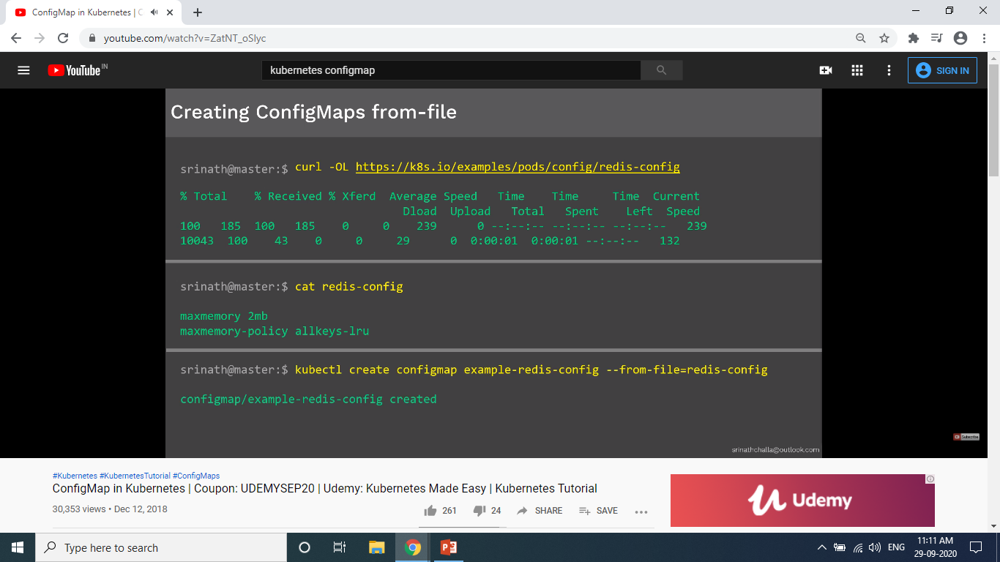 ConfigMap in Kubernetes | C
youtube.com/watch?v=ZatNT_oSlyc
YouTube IN
kubernetes configmap
SIGN IN
Creating ConfigMaps from-file
srinath@master:$ curl -OL https://k8s.io/examples/pods/config/redis-config
% Total % Received % Xferd Average Speed Time Time Time Current
Dload Upload Total Spent Left Speed
100 185 100 185 0 0 239 0 --:--:-- --:--:-- --:--:-- 239
10043 100 43 0 0 29 0 0:00:01 0:00:01 --:--:-- 132
srinath@master:$ cat redis-config
maxmemory 2mb
maxmemory-policy allkeys-lru
srinath@master:$ kubectl create configmap example-redis-config --from-file=redis-config
configmap/example-redis-config created
srinathchalla@outlook.com
Subscribe
#Kubernetes #KubernetesTutorial #ConfigMaps
ConfigMap in Kubernetes | Coupon: UDEMYSEP20 | Udemy: Kubernetes Made Easy | Kubernetes Tutorial
30,353 views • Dec 12, 2018
261 24 SHARE SAVE
Udemy
Type here to search
ENG
11:11 AM
29-09-2020